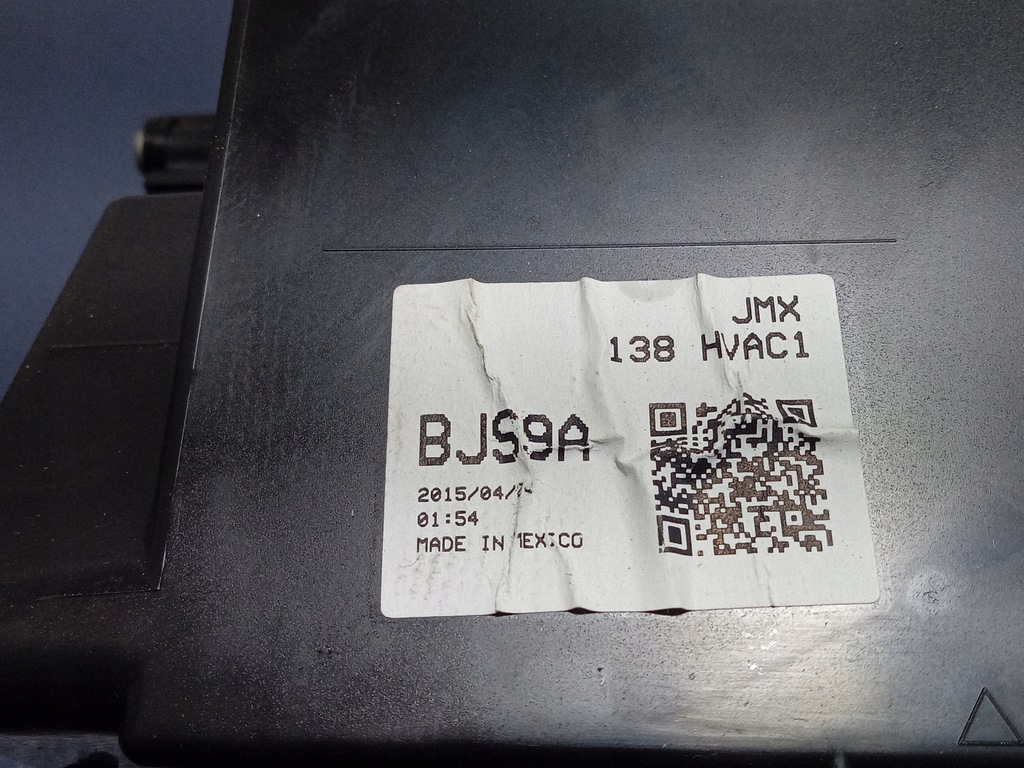 JMX
138 HVAC1
BJS9A
2015/04/
01:54
MADE IN MEXICO